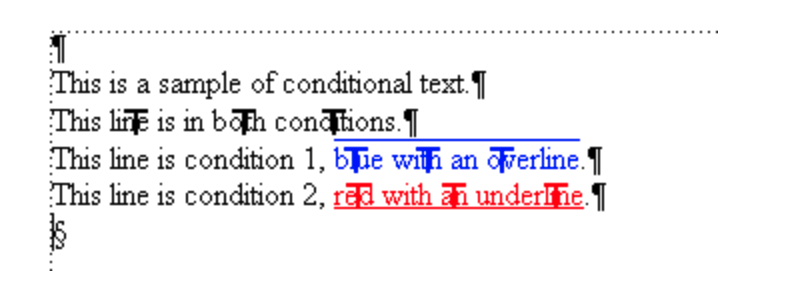 ¶
This is a sample of conditional text.¶
This line is in both conditions.¶
This line is condition 1, blue with an overline.¶
This line is condition 2, red with an underline.¶
§